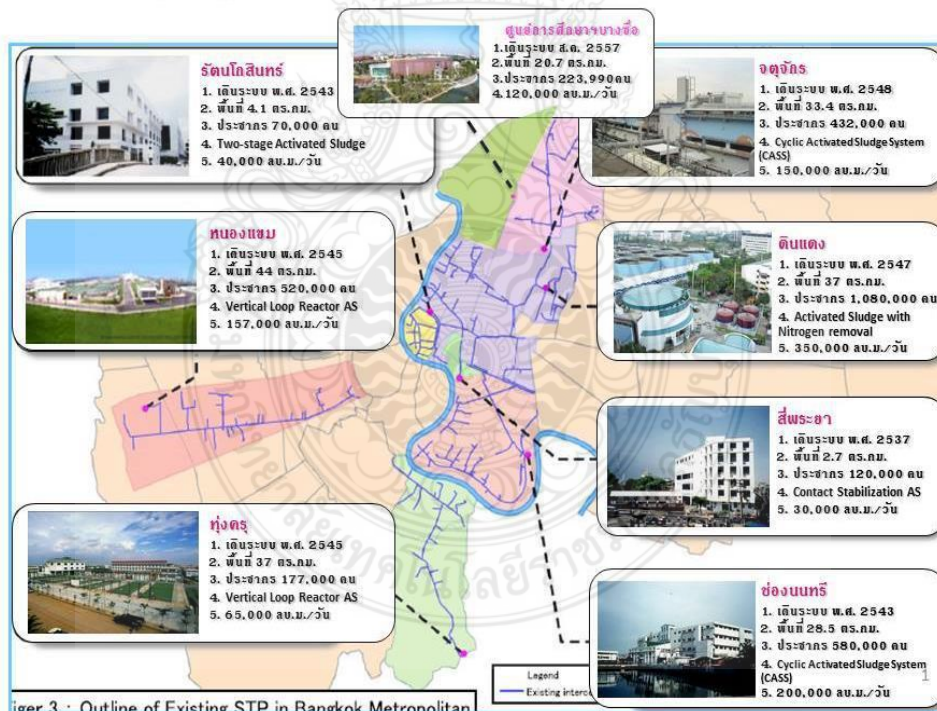 ศูนย์การศึกษาฯบางซื่อ
1.เดินระบบ ส.ค. 2557
2.พื้นที่ 20.7 ตร.กม.
3.ประชากร 223,990คน
4.120,000 ลบ.ม./วัน
รัตนโกสินทร์
1. เดินระบบ พ.ศ. 2543
2. พื้นที่ 4.1 ตร.กม.
3. ประชากร 70,000 คน
4. Two-stage Activated Sludge
5. 40,000 ลบ.ม./วัน
จตุจักร
1. เดินระบบ พ.ศ. 2548
2. พื้นที่ 33.4 ตร.กม.
3. ประชากร 432,000 คน
4. Cyclic Activated Sludge System
(CASS)
5. 150,000 ลบ.ม./วัน
หนองแขม
1. เดินระบบ พ.ศ. 2545
2. พื้นที่ 44 ตร.กม.
3. ประชากร 520,000 คน
4. Vertical Loop Reactor AS
5. 157,000 ลบ.ม./วัน
ดินแดง
1. เดินระบบ พ.ศ. 2547
2. พื้นที่ 37 ตร.กม.
3. ประชากร 1,080,000 คน
4. Activated Sludge with
Nitrogen removal
5. 350,000 ลบ.ม./วัน
สี่พระยา
1. เดินระบบ พ.ศ. 2537
2. พื้นที่ 2.7 ตร.กม.
3. ประชากร 120,000 คน
4. Contact Stabilization AS
5. 30,000 ลบ.ม./วัน
ทุ่งครุ
1. เดินระบบ พ.ศ. 2545
2. พื้นที่ 37 ตร.กม.
3. ประชากร 177,000 คน
4. Vertical Loop Reactor AS
5. 65,000 ลบ.ม./วัน
ช่องนนทรี
1. เดินระบบ พ.ศ. 2543
2. พื้นที่ 28.5 ตร.กม.
3. ประชากร 580,000 คน
4. Cyclic Activated Sludge System
(CASS)
5. 200,000 ลบ.ม./วัน
1
Legend
Existing
iger 3 : Outline of Existing STP in Bangkok Metropolitan